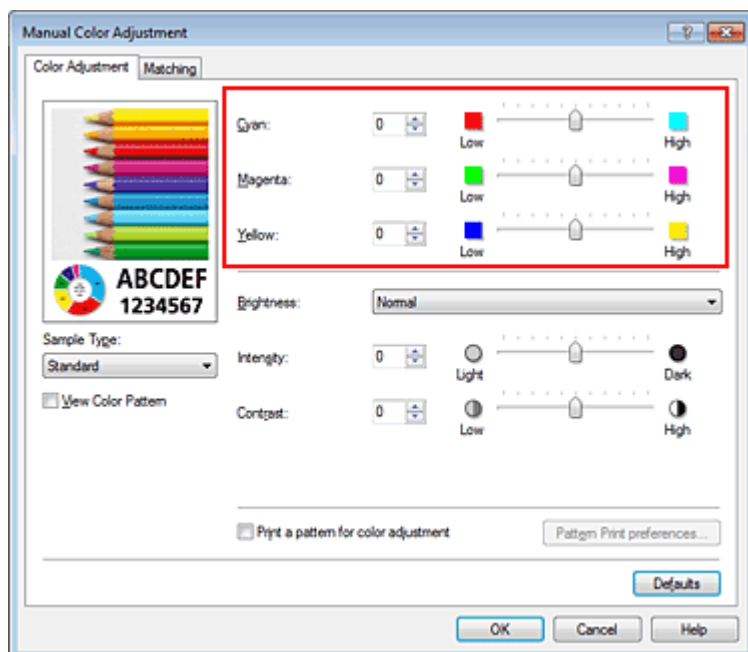 Manual Color Adjustment
Color Adjustment Matching
Cyan: 0 Low High
Magenta: 0 Low High
Yellow: 0 Low High
ABCDEF
1234567
Brightness: Normal
Sample Type:
Standard
Intensity: 0 Light Dark
View Color Pattern
Contrast: 0 Low High
Print a pattern for color adjustment Pattern Print preferences...
Defaults
OK Cancel Help